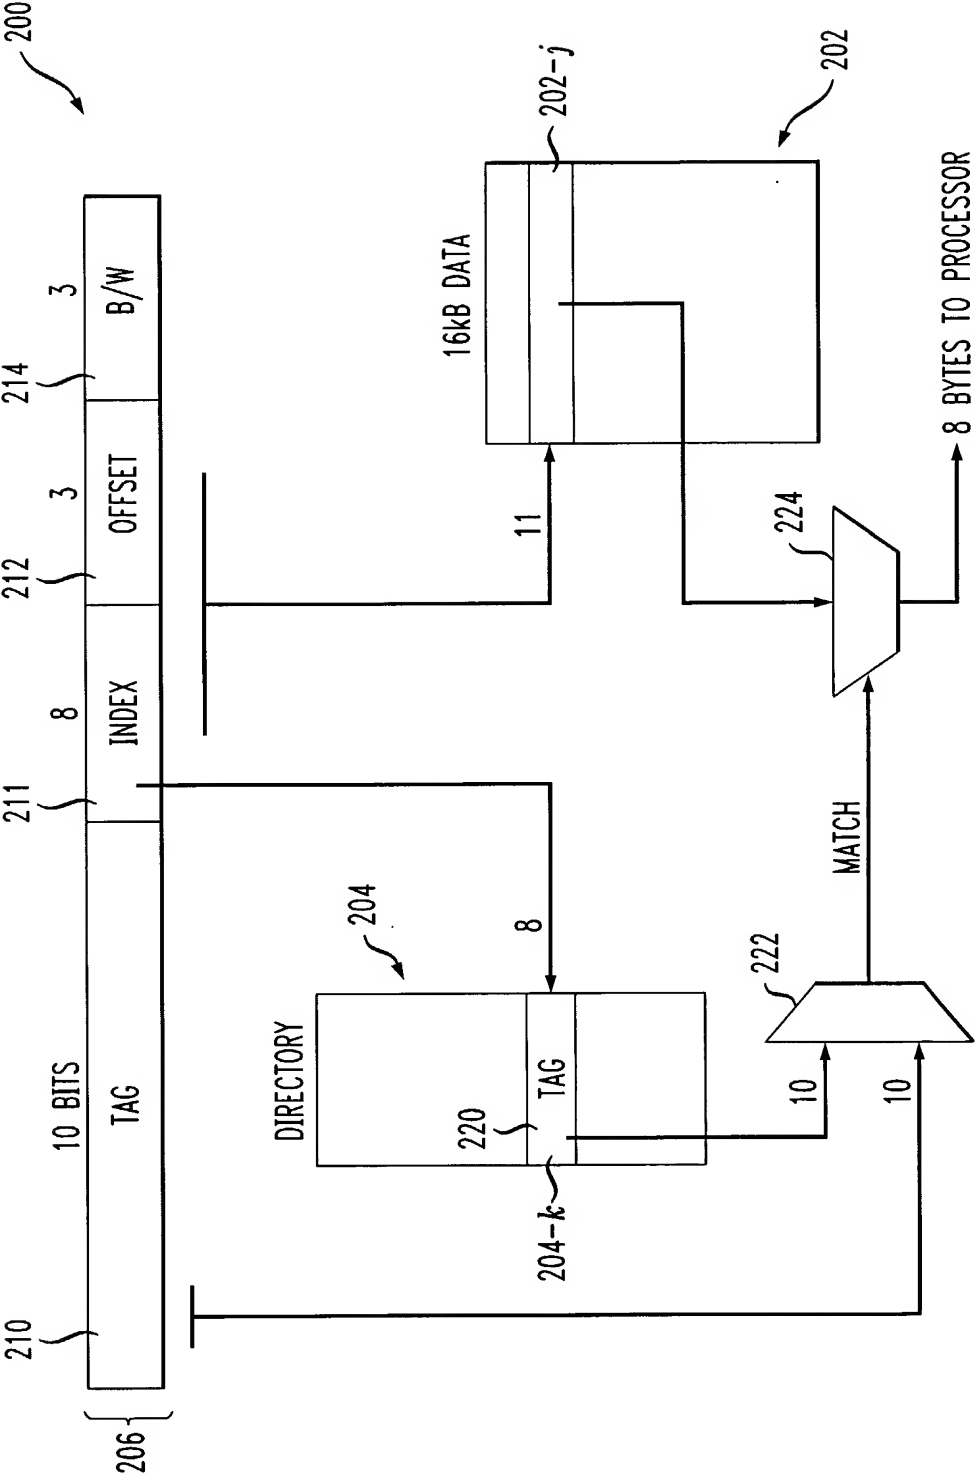 200
210
211
212
214
10 BITS
8
3
3
206
TAG
INDEX
OFFSET
B/W
DIRECTORY
204
16kB DATA
220
TAG
8
11
202-j
204-k
202
10
10
222
MATCH
224
8 BYTES TO PROCESSOR